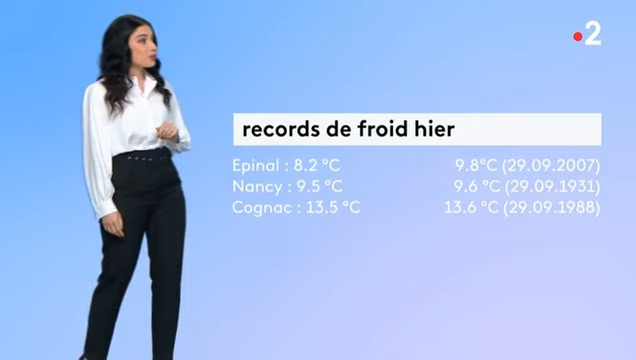 2
records de froid hier
Epinal : 8.2 °C 9.8°C (29.09.2007)
Nancy : 9.5 °C 9.6 °C (29.09.1931)
Cognac : 13.5 °C 13.6 °C (29.09.1988)